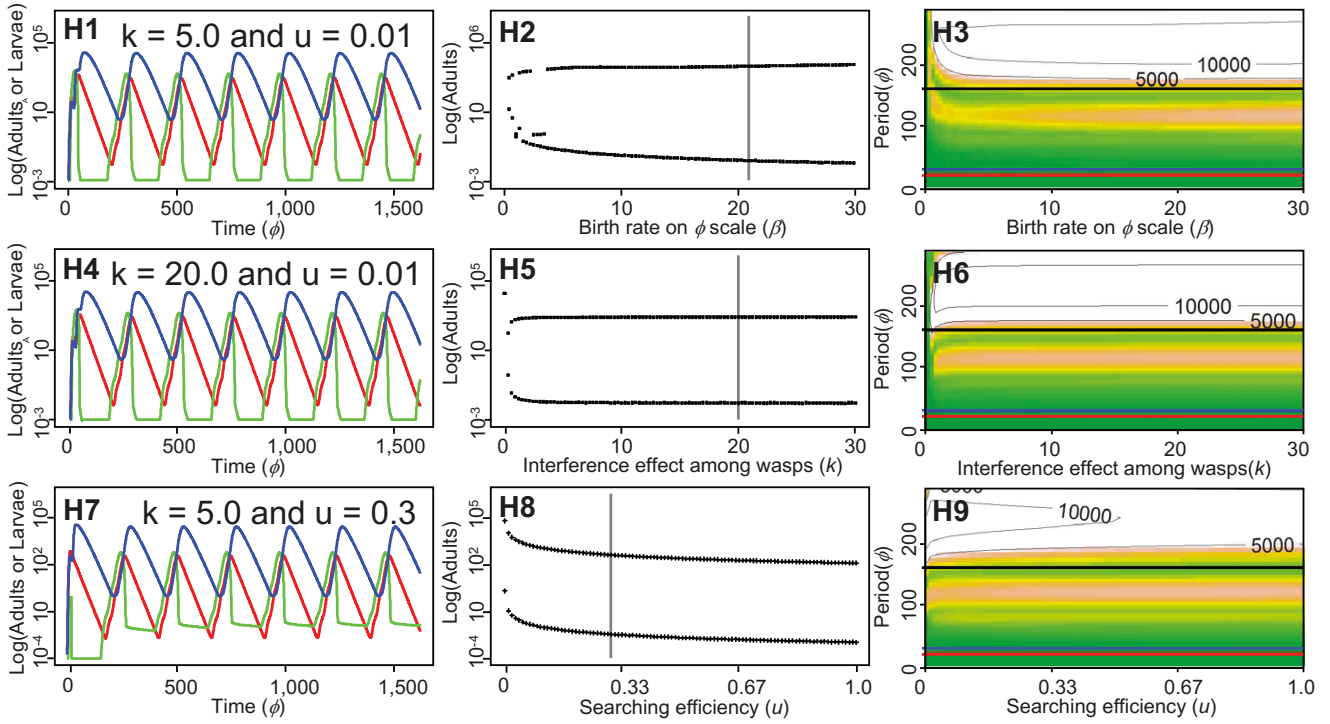 H1
k = 5.0 and u = 0.01
Log(Adults^ or Larvae)
10^5
10
10^-3
0
500
1,000
1,500
Time (ϕ)
H2
Log(Adults)
10^6
10
10^-3
0
10
20
30
Birth rate on ϕ scale (β)
H3
10000
5000
Period(ϕ)
200
100
0
0
10
20
30
Birth rate on ϕ scale (β)
H4
k = 20.0 and u = 0.01
Log(Adults^ or Larvae)
10^5
10
10^-3
0
500
1,000
1,500
Time (ϕ)
H5
Log(Adults)
10^5
10
10^-3
0
10
20
30
Interference effect among wasps (k)
H6
10000
5000
Period(ϕ)
200
100
0
0
10
20
30
Interference effect among wasps(k)
H7
k = 5.0 and u = 0.3
Log(Adults or Larvae)
10^5
10^2
10
10^-4
0
500
1,000
1,500
Time (ϕ)
H8
Log(Adults)
10^5
10^2
10
10^-4
0
0.33
0.67
1.0
Searching efficiency (u)
H9
10000
5000
Period(ϕ)
200
100
0
0
0.33
0.67
1.0
Searching efficiency (u)